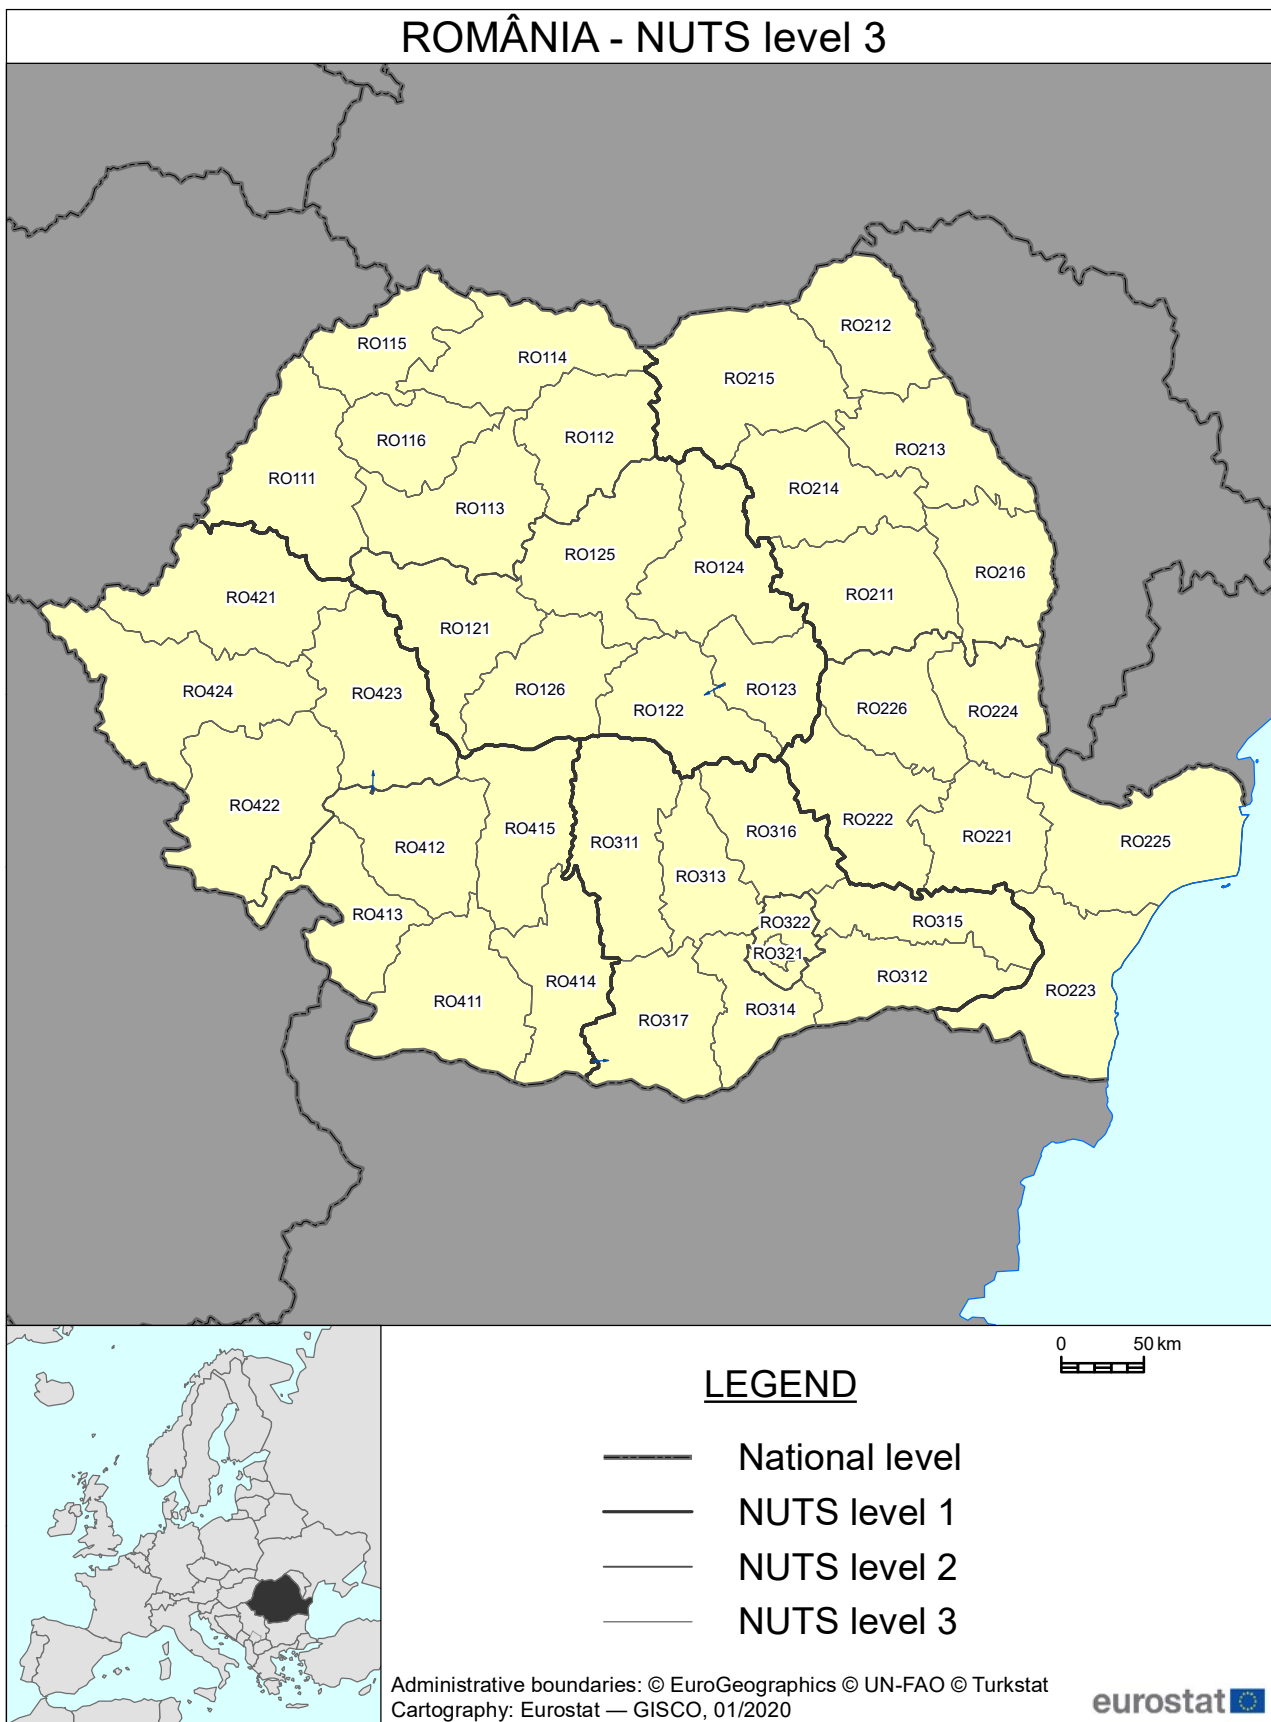 ROMÂNIA - NUTS level 3
RO212
RO115
RO114
RO215
RO116
RO112
RO213
RO111
RO214
RO113
RO125
RO124
RO216
RO421
RO211
RO121
RO424
RO423
RO126
RO123
RO122
RO226
RO224
RO422
RO415
RO316
RO222
RO221
RO412
RO311
RO225
RO313
RO413
RO322
RO315
RO321
RO414
RO312
RO411
RO223
RO317
RO314
0 50 km
LEGEND
National level
NUTS level 1
NUTS level 2
NUTS level 3
Administrative boundaries: © EuroGeographics © UN-FAO © Turkstat
Cartography: Eurostat — GISCO, 01/2020
eurostat